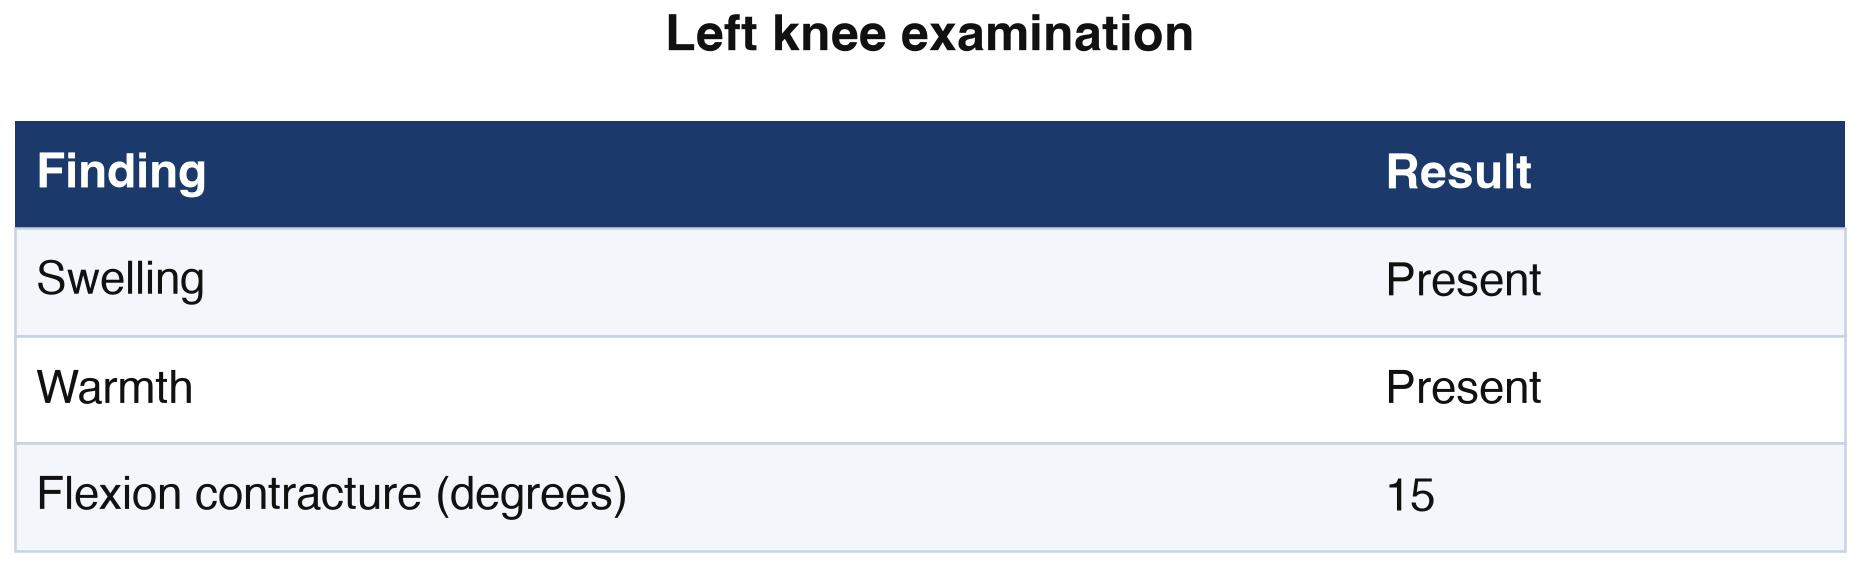 Left knee examination
Finding Result
Swelling Present
Warmth Present
Flexion contracture (degrees) 15